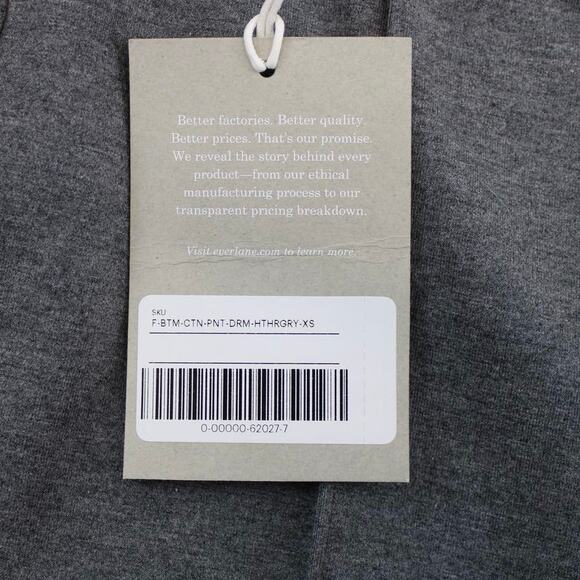 Better factories. Better quality.
Better prices. That's our promise.
We reveal the story behind every
product—from our ethical
manufacturing process to our
transparent pricing breakdown.
Visit everlane.com to learn more.
SKU
F-BTM-CTN-PNT-DRM-HTHRGRY-XS
0-00000-62027-7